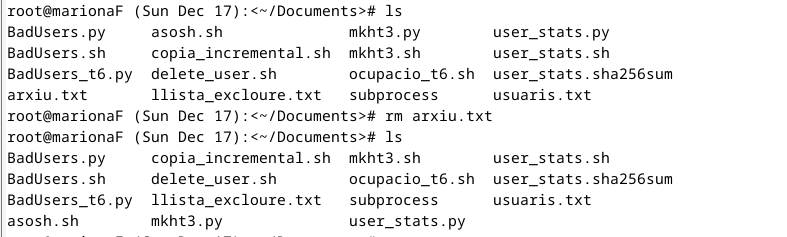 root@marionaF (Sun Dec 17):<~/Documents># ls
BadUsers.py    asosh.sh              mkht3.py         user_stats.py
BadUsers.sh    copia_incremental.sh  mkht3.sh         user_stats.sh
BadUsers_t6.py  delete_user.sh        ocupacio_t6.sh  user_stats.sha256sum
arxiu.txt      llista_excloure.txt   subprocess       usuaris.txt
root@marionaF (Sun Dec 17):<~/Documents># rm arxiu.txt
root@marionaF (Sun Dec 17):<~/Documents># ls
BadUsers.py    copia_incremental.sh  mkht3.sh         user_stats.sh
BadUsers.sh    delete_user.sh        ocupacio_t6.sh  user_stats.sha256sum
BadUsers_t6.py  llista_excloure.txt   subprocess       usuaris.txt
asosh.sh       mkht3.py              user_stats.py